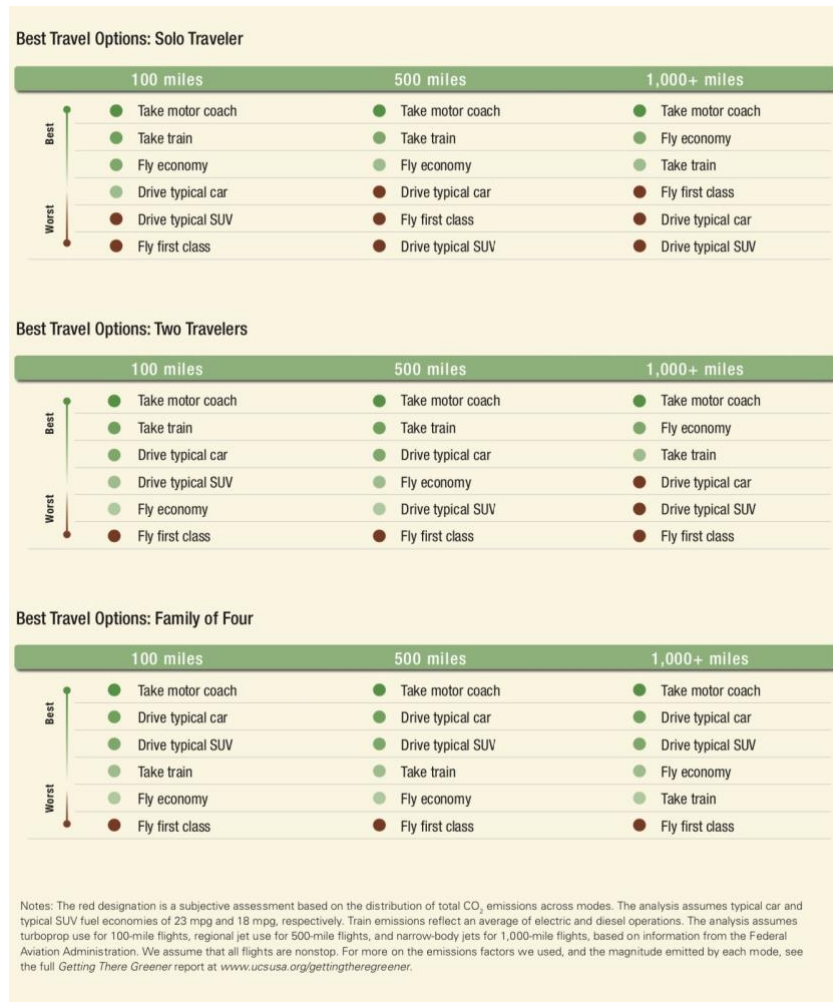 Best Travel Options: Solo Traveler
100 miles 500 miles 1,000+ miles
Best
Worst
Take motor coach Take motor coach Take motor coach
Take train Take train Fly economy
Fly economy Fly economy Take train
Drive typical car Drive typical car Fly first class
Drive typical SUV Fly first class Drive typical car
Fly first class Drive typical SUV Drive typical SUV
Best Travel Options: Two Travelers
100 miles 500 miles 1,000+ miles
Best
Worst
Take motor coach Take motor coach Take motor coach
Take train Take train Fly economy
Drive typical car Drive typical car Take train
Drive typical SUV Fly economy Drive typical car
Fly economy Drive typical SUV Drive typical SUV
Fly first class Fly first class Fly first class
Best Travel Options: Family of Four
100 miles 500 miles 1,000+ miles
Best
Worst
Take motor coach Take motor coach Take motor coach
Drive typical car Drive typical car Drive typical car
Drive typical SUV Drive typical SUV Drive typical SUV
Take train Take train Fly economy
Fly economy Fly economy Take train
Fly first class Fly first class Fly first class
Notes: The red designation is a subjective assessment based on the distribution of total CO₂ emissions across modes. The analysis assumes typical car and
typical SUV fuel economies of 23 mpg and 18 mpg, respectively. Train emissions reflect an average of electric and diesel operations. The analysis assumes
turboprop use for 100-mile flights, regional jet use for 500-mile flights, and narrow-body jets for 1,000-mile flights, based on information from the Federal
Aviation Administration. We assume that all flights are nonstop. For more on the emissions factors we used, and the magnitude emitted by each mode, see
the full Getting There Greener report at www.ucsusa.org/gettingtheregreener.